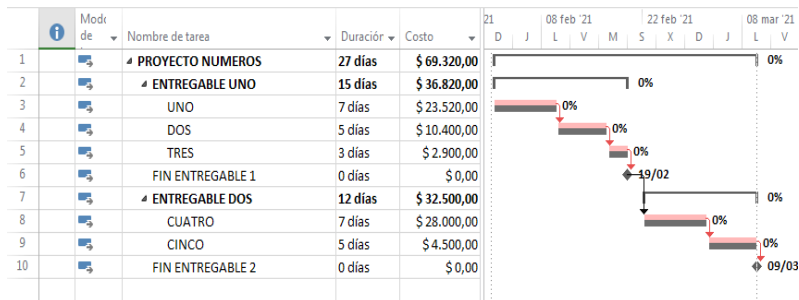 21 08 feb '21 22 feb '21 08 mar '21
Modo de Nombre de tarea Duración Costo D J L V M S X D J L V
1 PROYECTO NUMEROS 27 días $ 69.320,00 0%
2 ENTREGABLE UNO 15 días $ 36.820,00 0%
3 UNO 7 días $ 23.520,00 0%
4 DOS 5 días $ 10.400,00 0%
5 TRES 3 días $ 2.900,00 0%
6 FIN ENTREGABLE 1 0 días $ 0,00 19/02
7 ENTREGABLE DOS 12 días $ 32.500,00 0%
8 CUATRO 7 días $ 28.000,00 0%
9 CINCO 5 días $ 4.500,00 0%
10 FIN ENTREGABLE 2 0 días $ 0,00 09/03